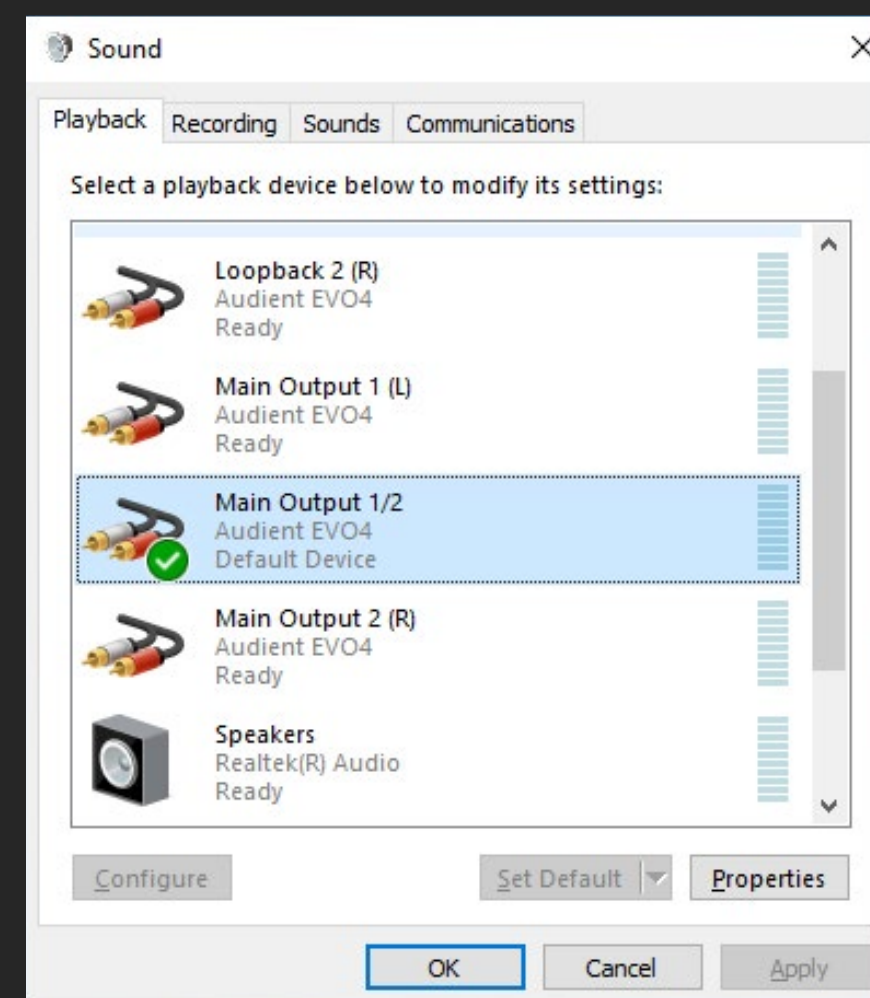 Sound
Playback Recording Sounds Communications
Select a playback device below to modify its settings:
Loopback 2 (R)
Audient EVO4
Ready
Main Output 1 (L)
Audient EVO4
Ready
Main Output 1/2
Audient EVO4
Default Device
Main Output 2 (R)
Audient EVO4
Ready
Speakers
Realtek(R) Audio
Ready
Configure Set Default Properties
OK Cancel Apply